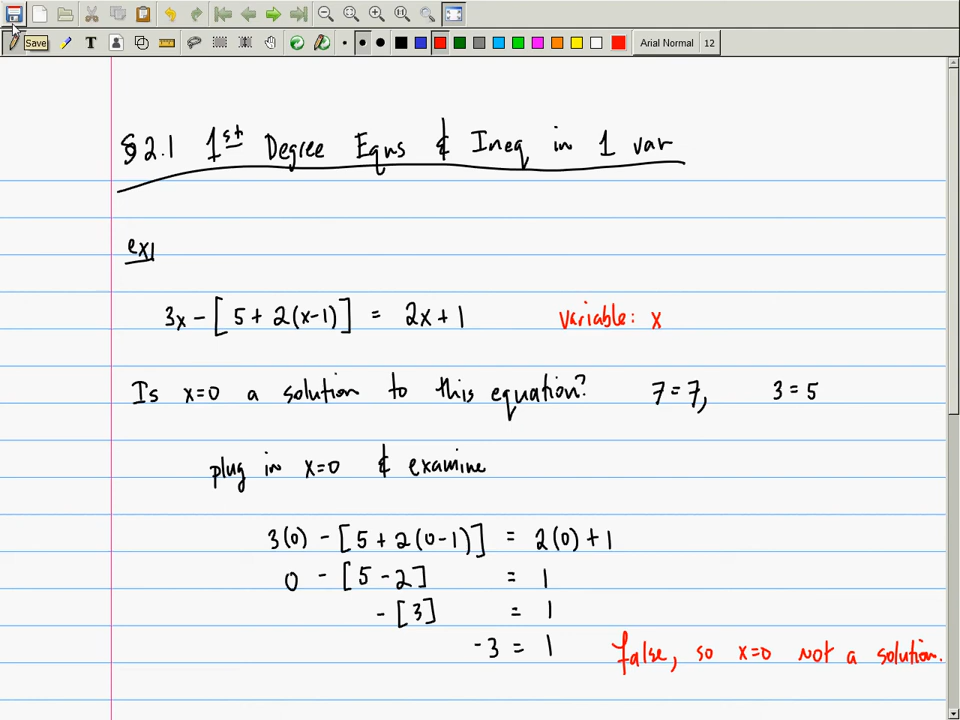 Save
T
Arial Normal 12
§2.1 1st Degree Eqns & Ineq in 1 var
ex1
3x - [5 + 2(x-1)] = 2x + 1 variable: x
Is x=0 a solution to this equation? 7 = 7, 3 = 5
plug in x=0 & examine
3(0) - [5 + 2(0-1)] = 2(0) + 1
0 - [5 - 2] = 1
- [3] = 1
-3 = 1 false, so x=0 not a solution.